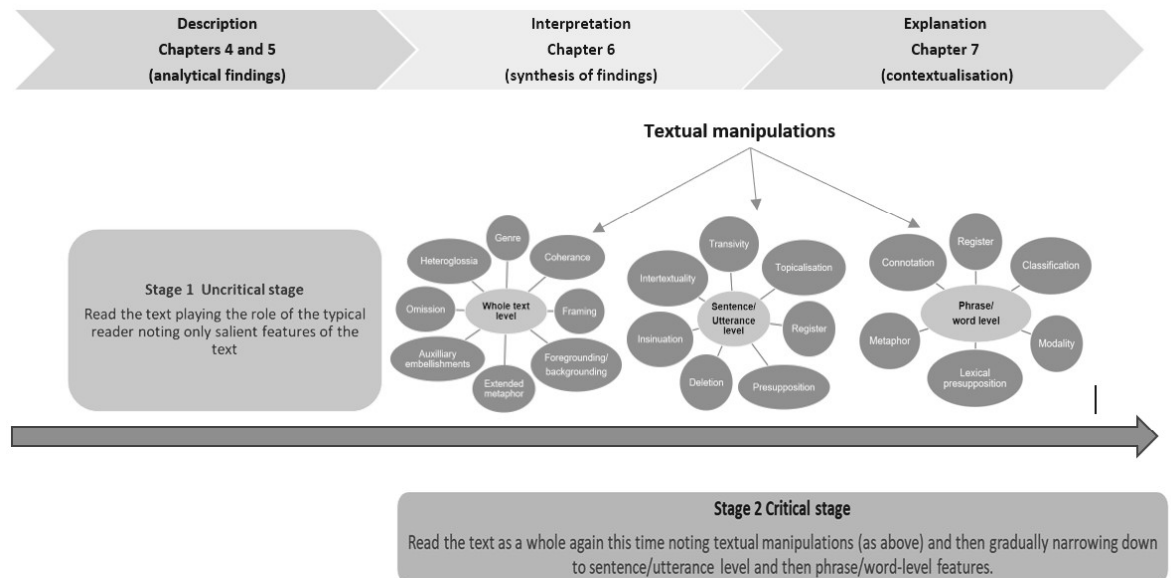 Description
Chapters 4 and 5
(analytical findings)
Interpretation
Chapter 6
(synthesis of findings)
Explanation
Chapter 7
(contextualisation)
Textual manipulations
Stage 1 Uncritical stage
Read the text playing the role of the typical
reader noting only salient features of the
text
Whole text
level
Genre
Coherance
Framing
Foregrounding/
backgrounding
Extended
metaphor
Auxilliary
embellishments
Omission
Heteroglossia
Sentence/
Utterance
level
Transivity
Topicalisation
Register
Presupposition
Deletion
Insinuation
Intertextuality
Phrase/
word level
Register
Classification
Modality
Lexical
presupposition
Metaphor
Connotation
Stage 2 Critical stage
Read the text as a whole again this time noting textual manipulations (as above) and then gradually narrowing down
to sentence/utterance level and then phrase/word-level features.